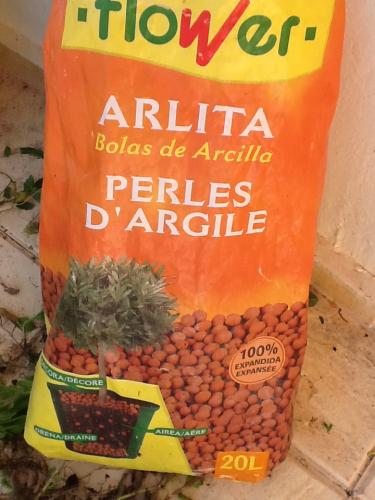 ·flower·
ARLITA
Bolas de Arcilla
PERLES
D'ARGILE
100%
EXPANDIDA
EXPANSÉE
DECORA/DÉCORE
DRENA/DRAINE
AIREA/AÈRE
20L